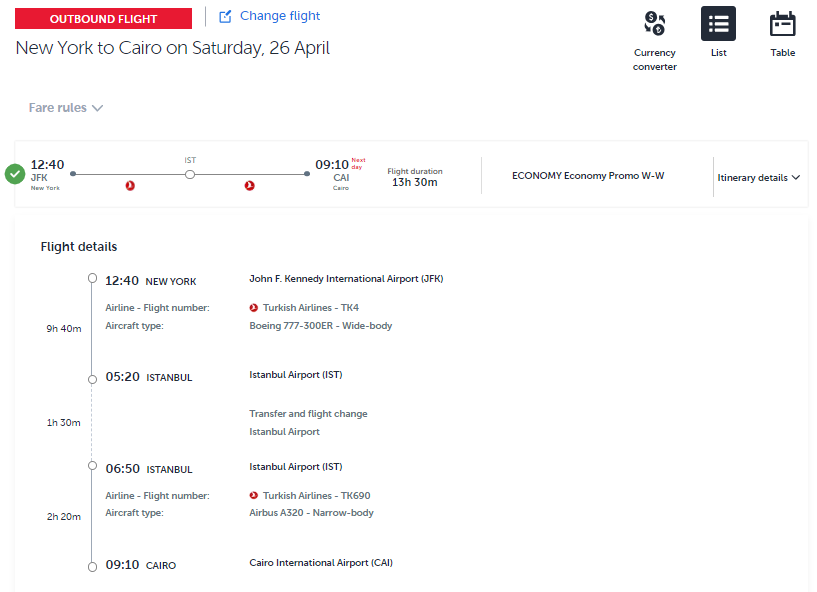 OUTBOUND FLIGHT
Change flight
New York to Cairo on Saturday, 26 April
Currency converter
List
Table
Fare rules
12:40
JFK
New York
IST
09:10 Next day
CAI
Cairo
Flight duration
13h 30m
ECONOMY Economy Promo W-W
Itinerary details
Flight details
12:40 NEW YORK John F. Kennedy International Airport (JFK)
Airline - Flight number: Turkish Airlines - TK4
Aircraft type: Boeing 777-300ER - Wide-body
9h 40m
05:20 ISTANBUL Istanbul Airport (IST)
Transfer and flight change
1h 30m
Istanbul Airport
06:50 ISTANBUL Istanbul Airport (IST)
Airline - Flight number: Turkish Airlines - TK690
Aircraft type: Airbus A320 - Narrow-body
2h 20m
09:10 CAIRO Cairo International Airport (CAI)